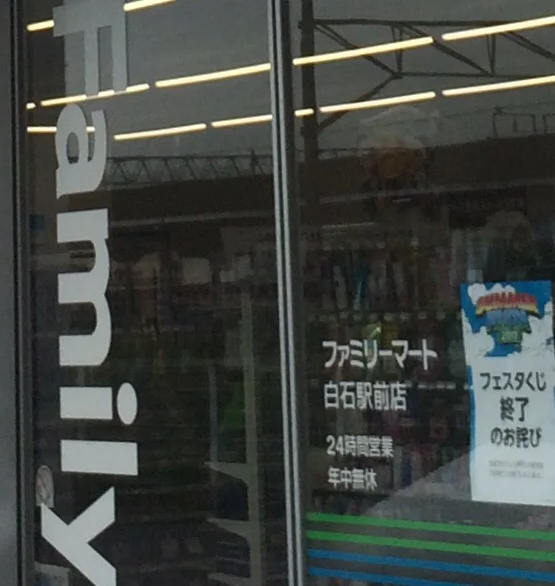 Family
ファミリーマート
白石駅前店
24時間営業
年中無休
フェスタくじ
終了
のお詫び